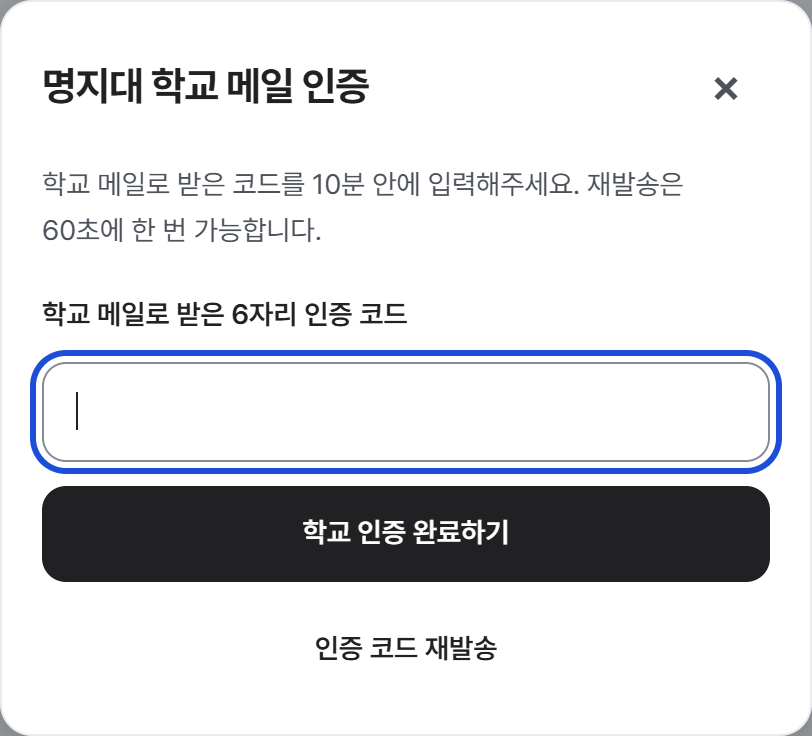 명지대 학교 메일 인증
학교 메일로 받은 코드를 10분 안에 입력해주세요. 재발송은
60초에 한 번 가능합니다.
학교 메일로 받은 6자리 인증 코드
학교 인증 완료하기
인증 코드 재발송